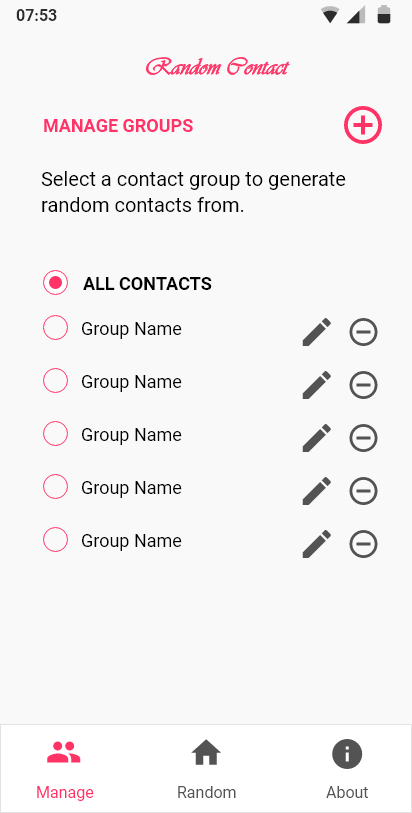 07:53
Random Contact
MANAGE GROUPS
Select a contact group to generate
random contacts from.
ALL CONTACTS
Group Name
Group Name
Group Name
Group Name
Group Name
Manage Random About